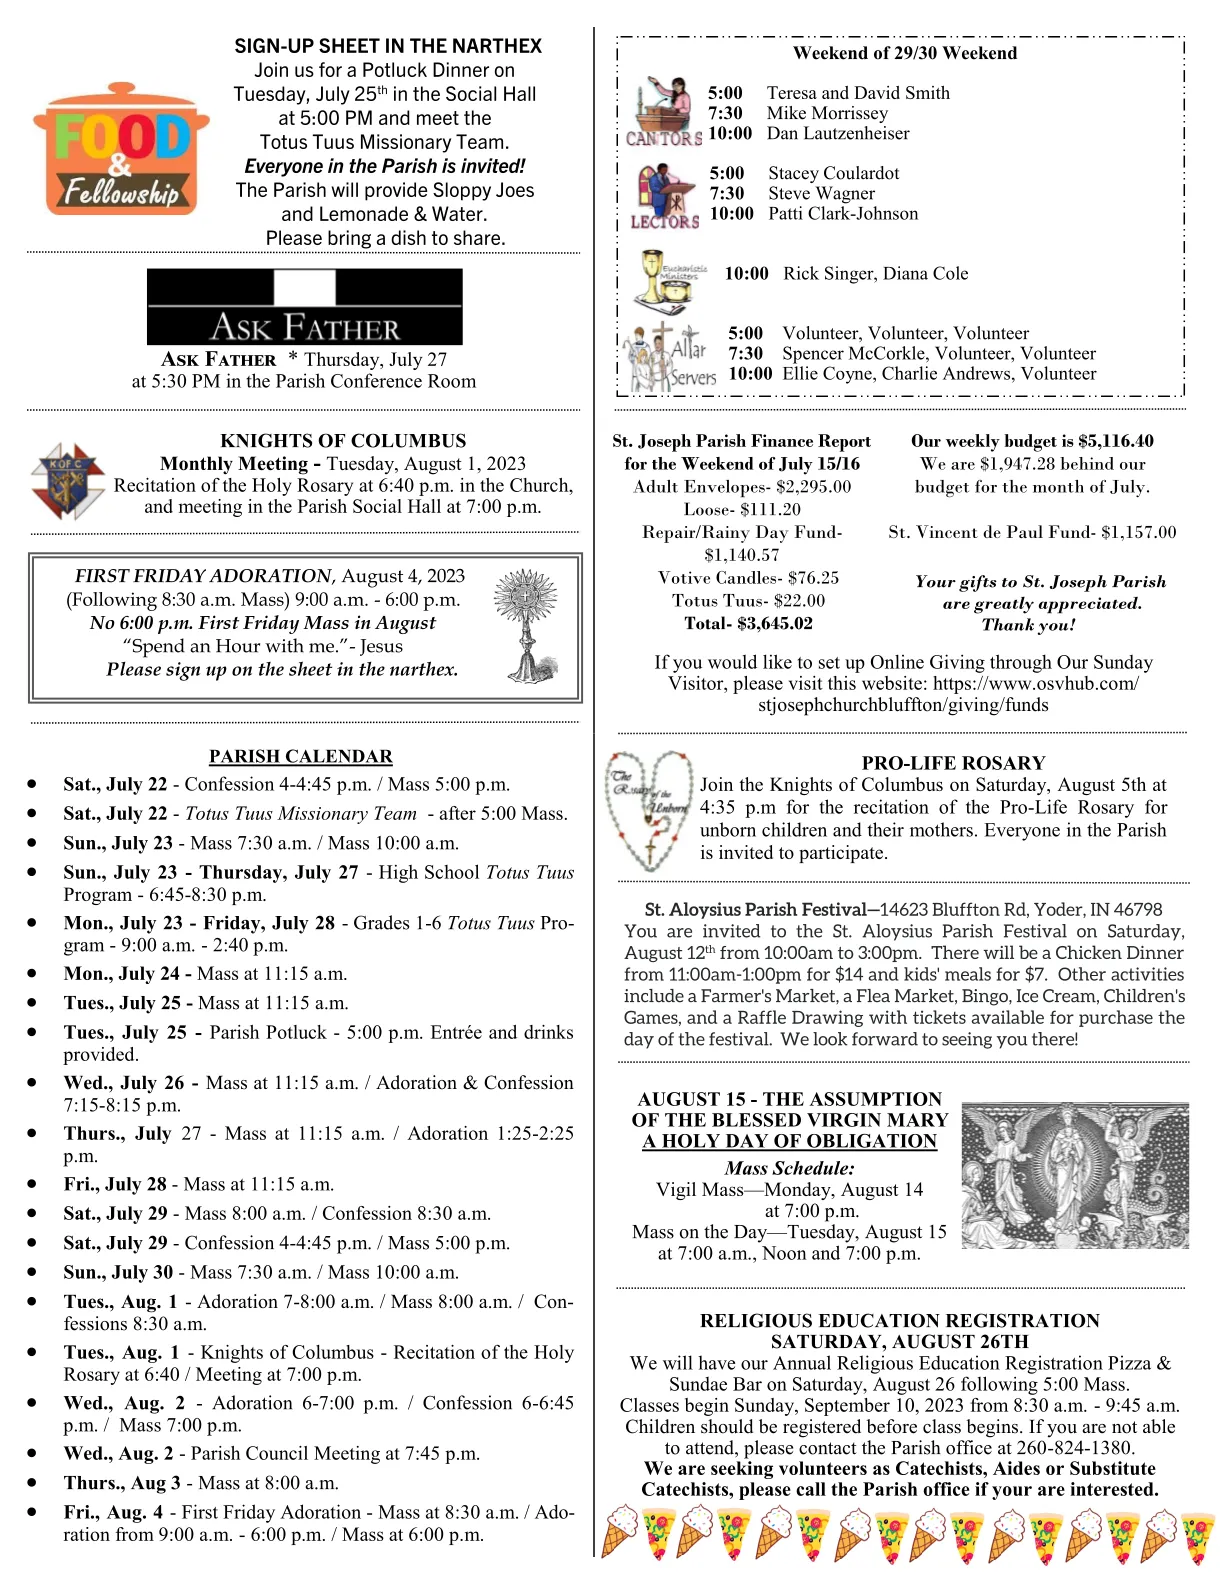 SIGN-UP SHEET IN THE NARTHEX
Join us for a Potluck Dinner on
Tuesday, July 25th in the Social Hall
at 5:00 PM and meet the
Totus Tuus Missionary Team.
Everyone in the Parish is invited!
The Parish will provide Sloppy Joes
and Lemonade & Water.
Please bring a dish to share.
FOOD
&
Fellowship
ASK FATHER
ASK FATHER * Thursday, July 27
at 5:30 PM in the Parish Conference Room
K OF C
KNIGHTS OF COLUMBUS
Monthly Meeting - Tuesday, August 1, 2023
Recitation of the Holy Rosary at 6:40 p.m. in the Church,
and meeting in the Parish Social Hall at 7:00 p.m.
FIRST FRIDAY ADORATION, August 4, 2023
(Following 8:30 a.m. Mass) 9:00 a.m. - 6:00 p.m.
No 6:00 p.m. First Friday Mass in August
“Spend an Hour with me.”- Jesus
Please sign up on the sheet in the narthex.
PARISH CALENDAR
• Sat., July 22 - Confession 4-4:45 p.m. / Mass 5:00 p.m.
• Sat., July 22 - Totus Tuus Missionary Team - after 5:00 Mass.
• Sun., July 23 - Mass 7:30 a.m. / Mass 10:00 a.m.
• Sun., July 23 - Thursday, July 27 - High School Totus Tuus
Program - 6:45-8:30 p.m.
• Mon., July 23 - Friday, July 28 - Grades 1-6 Totus Tuus Pro-
gram - 9:00 a.m. - 2:40 p.m.
• Mon., July 24 - Mass at 11:15 a.m.
• Tues., July 25 - Mass at 11:15 a.m.
• Tues., July 25 - Parish Potluck - 5:00 p.m. Entrée and drinks
provided.
• Wed., July 26 - Mass at 11:15 a.m. / Adoration & Confession
7:15-8:15 p.m.
• Thurs., July 27 - Mass at 11:15 a.m. / Adoration 1:25-2:25
p.m.
• Fri., July 28 - Mass at 11:15 a.m.
• Sat., July 29 - Mass 8:00 a.m. / Confession 8:30 a.m.
• Sat., July 29 - Confession 4-4:45 p.m. / Mass 5:00 p.m.
• Sun., July 30 - Mass 7:30 a.m. / Mass 10:00 a.m.
• Tues., Aug. 1 - Adoration 7-8:00 a.m. / Mass 8:00 a.m. / Con-
fessions 8:30 a.m.
• Tues., Aug. 1 - Knights of Columbus - Recitation of the Holy
Rosary at 6:40 / Meeting at 7:00 p.m.
• Wed., Aug. 2 - Adoration 6-7:00 p.m. / Confession 6-6:45
p.m. / Mass 7:00 p.m.
• Wed., Aug. 2 - Parish Council Meeting at 7:45 p.m.
• Thurs., Aug 3 - Mass at 8:00 a.m.
• Fri., Aug. 4 - First Friday Adoration - Mass at 8:30 a.m. / Ado-
ration from 9:00 a.m. - 6:00 p.m. / Mass at 6:00 p.m.
Weekend of 29/30 Weekend
CANTORS
5:00 Teresa and David Smith
7:30 Mike Morrissey
10:00 Dan Lautzenheiser
LECTORS
5:00 Stacey Coulardot
7:30 Steve Wagner
10:00 Patti Clark-Johnson
Eucharistic
Ministers
10:00 Rick Singer, Diana Cole
Altar
Servers
5:00 Volunteer, Volunteer, Volunteer
7:30 Spencer McCorkle, Volunteer, Volunteer
10:00 Ellie Coyne, Charlie Andrews, Volunteer
St. Joseph Parish Finance Report
for the Weekend of July 15/16
Adult Envelopes- $2,295.00
Loose- $111.20
Repair/Rainy Day Fund-
$1,140.57
Votive Candles- $76.25
Totus Tuus- $22.00
Total- $3,645.02
Our weekly budget is $5,116.40
We are $1,947.28 behind our
budget for the month of July.
St. Vincent de Paul Fund- $1,157.00
Your gifts to St. Joseph Parish
are greatly appreciated.
Thank you!
If you would like to set up Online Giving through Our Sunday
Visitor, please visit this website: https://www.osvhub.com/
stjosephchurchbluffton/giving/funds
The
Rosary of the
Unborn
PRO-LIFE ROSARY
Join the Knights of Columbus on Saturday, August 5th at
4:35 p.m for the recitation of the Pro-Life Rosary for
unborn children and their mothers. Everyone in the Parish
is invited to participate.
St. Aloysius Parish Festival—14623 Bluffton Rd, Yoder, IN 46798
You are invited to the St. Aloysius Parish Festival on Saturday,
August 12th from 10:00am to 3:00pm. There will be a Chicken Dinner
from 11:00am-1:00pm for $14 and kids' meals for $7. Other activities
include a Farmer's Market, a Flea Market, Bingo, Ice Cream, Children's
Games, and a Raffle Drawing with tickets available for purchase the
day of the festival. We look forward to seeing you there!
AUGUST 15 - THE ASSUMPTION
OF THE BLESSED VIRGIN MARY
A HOLY DAY OF OBLIGATION
Mass Schedule:
Vigil Mass—Monday, August 14
at 7:00 p.m.
Mass on the Day—Tuesday, August 15
at 7:00 a.m., Noon and 7:00 p.m.
RELIGIOUS EDUCATION REGISTRATION
SATURDAY, AUGUST 26TH
We will have our Annual Religious Education Registration Pizza &
Sundae Bar on Saturday, August 26 following 5:00 Mass.
Classes begin Sunday, September 10, 2023 from 8:30 a.m. - 9:45 a.m.
Children should be registered before class begins. If you are not able
to attend, please contact the Parish office at 260-824-1380.
We are seeking volunteers as Catechists, Aides or Substitute
Catechists, please call the Parish office if your are interested.